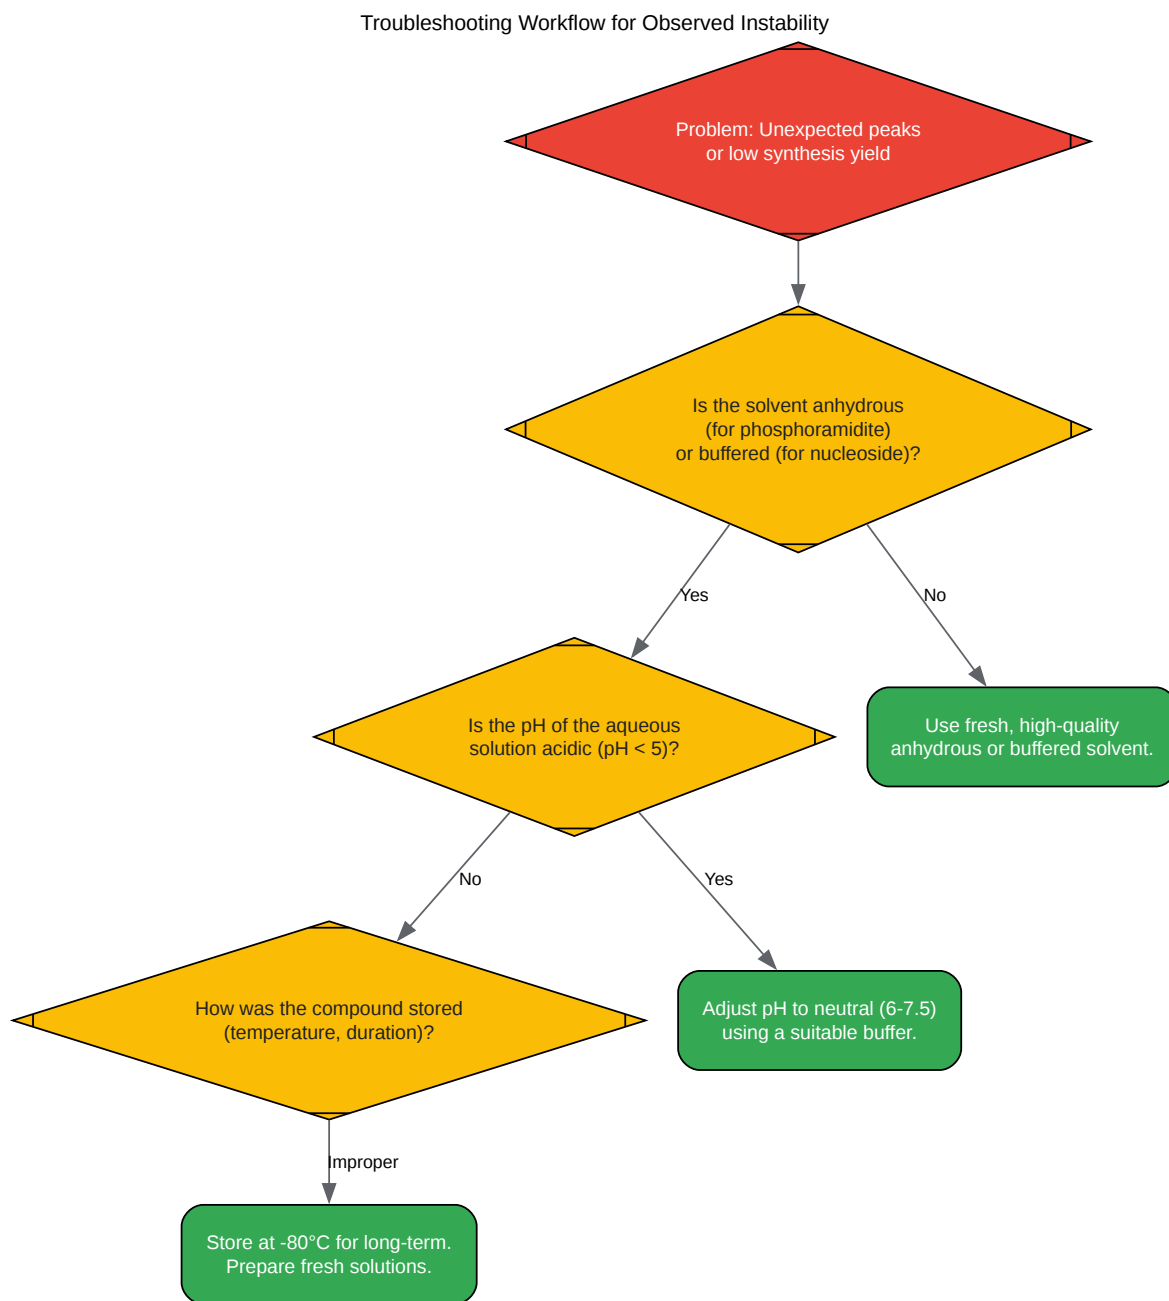 Troubleshooting Workflow for Observed Instability
Problem: Unexpected peaks
or low synthesis yield
Is the solvent anhydrous
(for phosphoramidite)
or buffered (for nucleoside)?
Yes
No
Is the pH of the aqueous
solution acidic (pH < 5)?
Use fresh, high-quality
anhydrous or buffered solvent.
No
Yes
How was the compound stored
(temperature, duration)?
Adjust pH to neutral (6-7.5)
using a suitable buffer.
Improper
Store at -80°C for long-term.
Prepare fresh solutions.